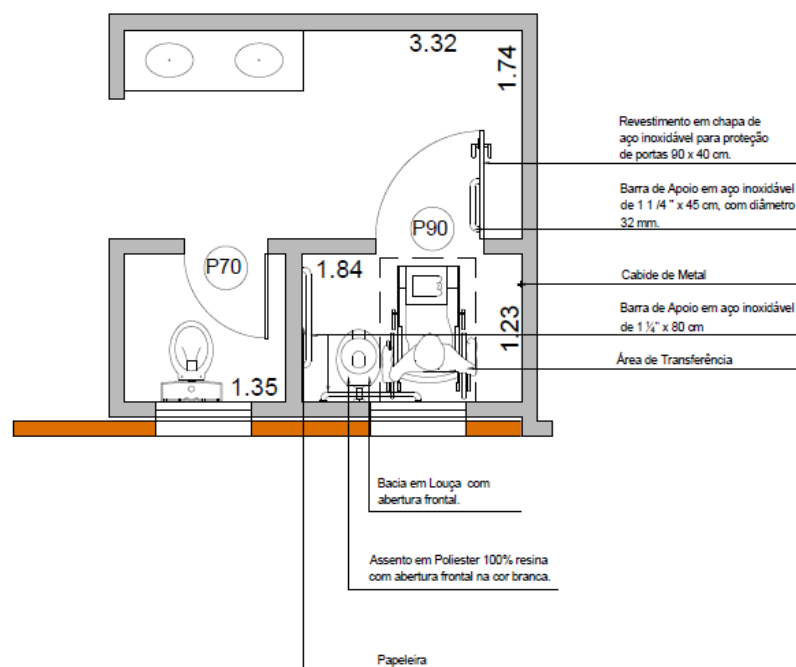 3.32
1.74
Revestimento em chapa de
aço inoxidável para proteção
de portas 90 x 40 cm.
Barra de Apoio em aço inoxidável
de 1 1 /4 " x 45 cm, com diâmetro
32 mm.
P90
P70
1.84
Cabide de Metal
1.23
Barra de Apoio em aço inoxidável
de 1 ¼" x 80 cm
Área de Transferência
1.35
Bacia em Louça com
abertura frontal.
Assento em Poliester 100% resina
com abertura frontal na cor branca.
Papeleira